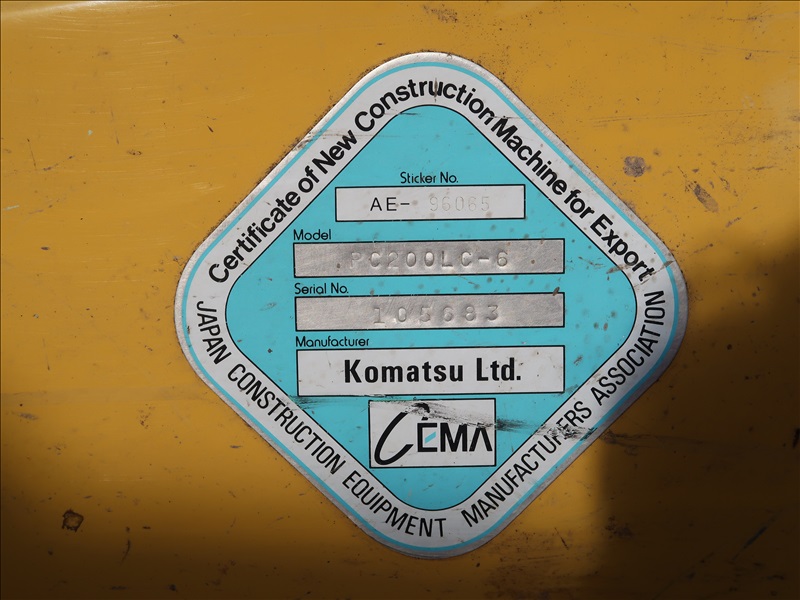 Certificate of New Construction Machine for Export
Sticker No.
AE- 96085
Model
PC200LC-6
Serial No.
105683
Manufacturer
Komatsu Ltd.
CEMA
JAPAN CONSTRUCTION EQUIPMENT MANUFACTURERS ASSOCIATION